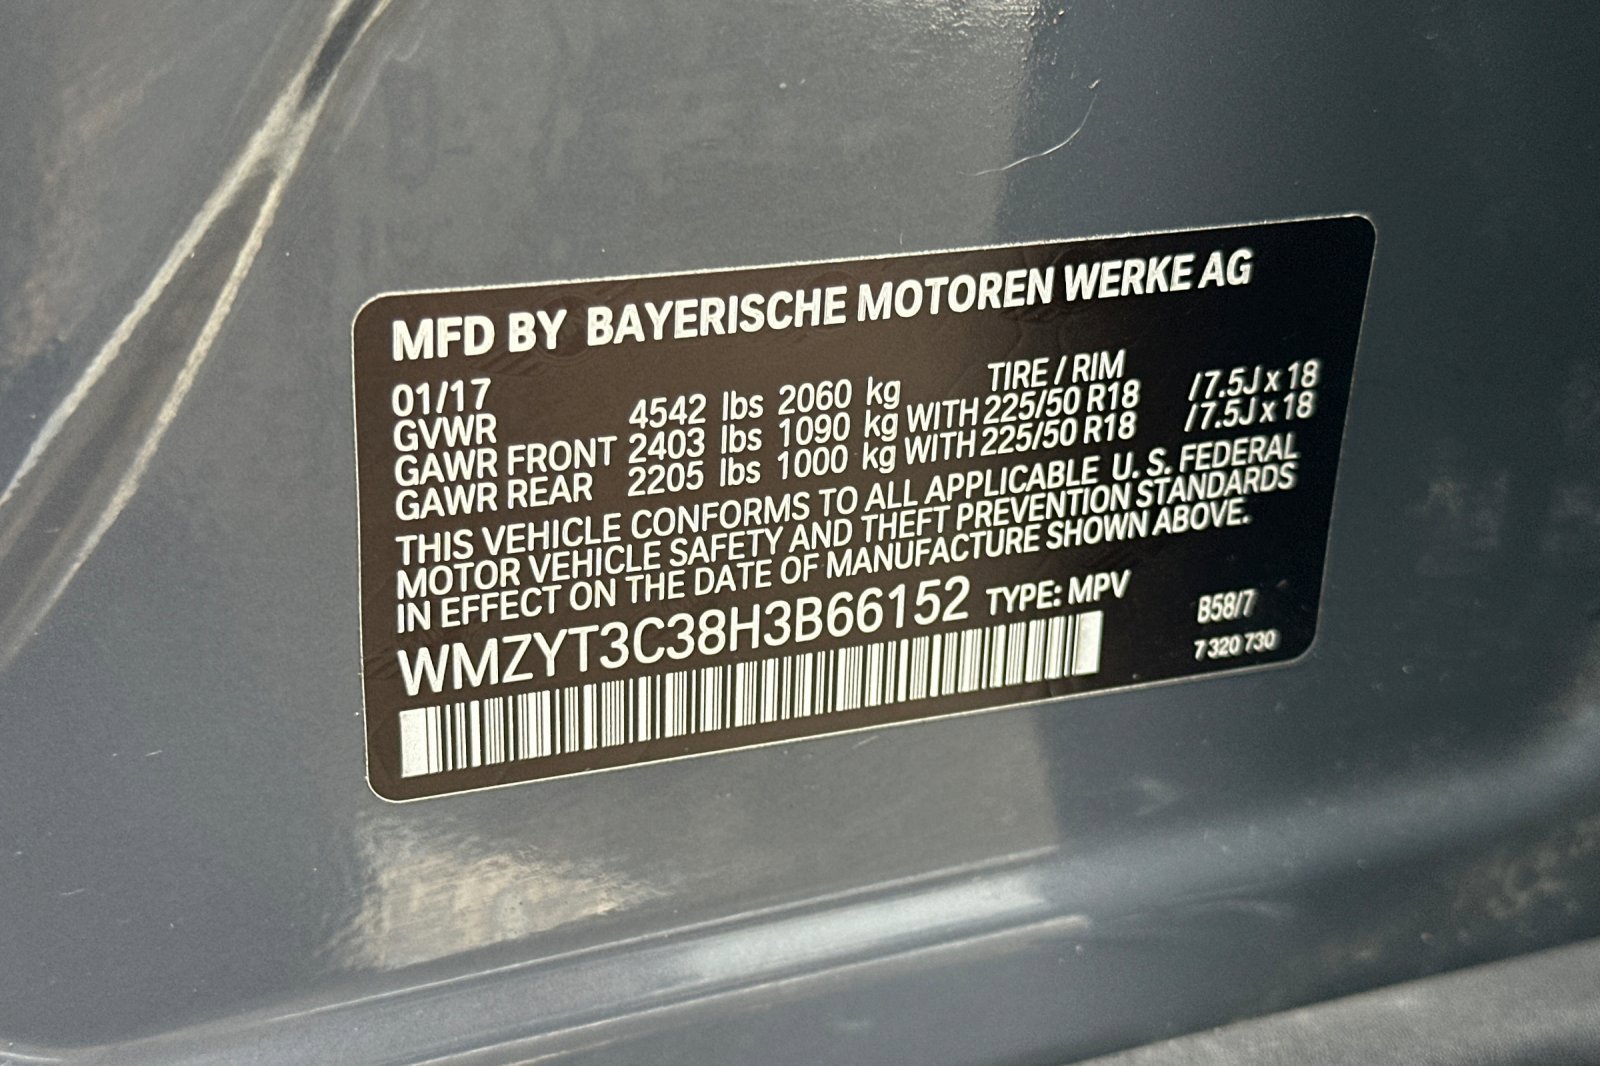 MFD BY BAYERISCHE MOTOREN WERKE AG
01/17 TIRE / RIM
GVWR 4542 lbs 2060 kg
GAWR FRONT 2403 lbs 1090 kg WITH 225/50 R18 / 7.5J x 18
GAWR REAR 2205 lbs 1000 kg WITH 225/50 R18 / 7.5J x 18
THIS VEHICLE CONFORMS TO ALL APPLICABLE U. S. FEDERAL
MOTOR VEHICLE SAFETY AND THEFT PREVENTION STANDARDS
IN EFFECT ON THE DATE OF MANUFACTURE SHOWN ABOVE.
WMZYT3C38H3B66152 TYPE: MPV B58/7
7 320 730